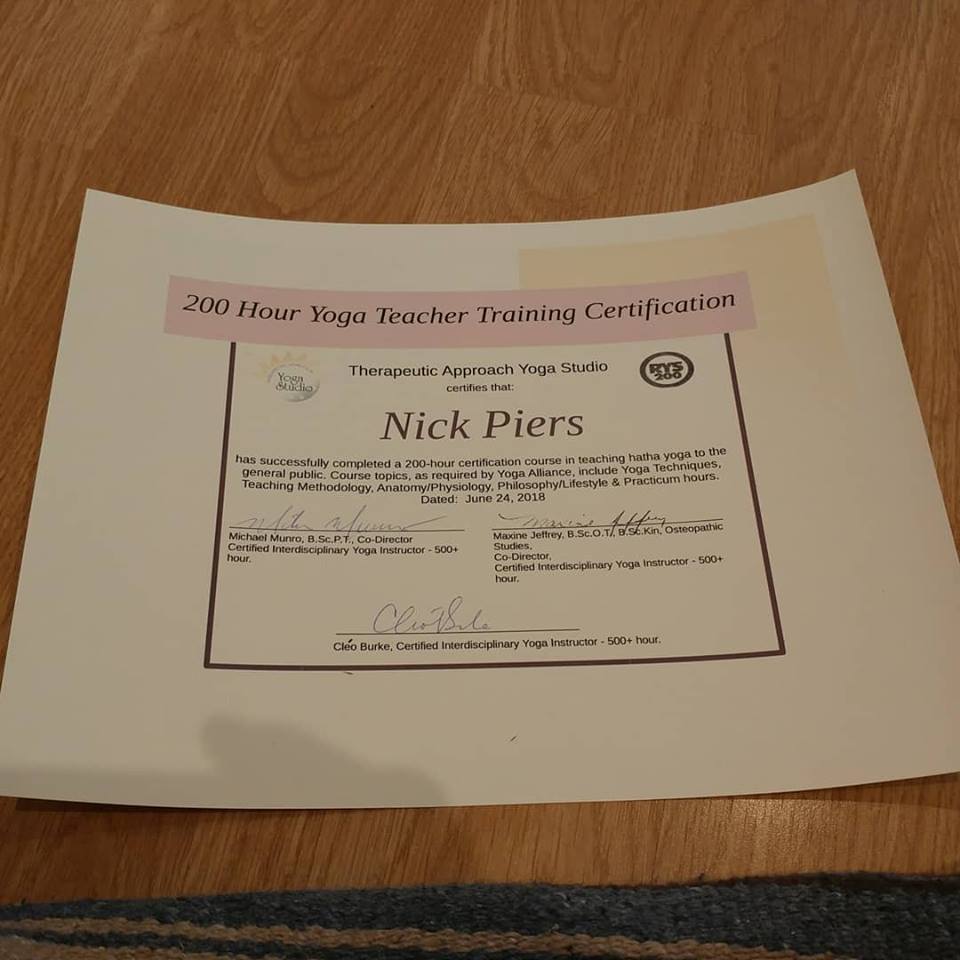 200 Hour Yoga Teacher Training Certification
Yoga
Studio
Therapeutic Approach Yoga Studio
RYS
200
certifies that:
Nick Piers
has successfully completed a 200-hour certification course in teaching hatha yoga to the
general public. Course topics, as required by Yoga Alliance, include Yoga Techniques,
Teaching Methodology, Anatomy/Physiology, Philosophy/Lifestyle & Practicum hours.
Dated: June 24, 2018
Michael Munro, B.Sc.P.T., Co-Director
Certified Interdisciplinary Yoga Instructor - 500+
hour.
Maxine Jeffrey
Maxine Jeffrey, B.Sc.O.T., B.Sc.Kin, Osteopathic
Studies,
Co-Director,
Certified Interdisciplinary Yoga Instructor - 500+
hour.
Cleo Burke, Certified Interdisciplinary Yoga Instructor - 500+ hour.